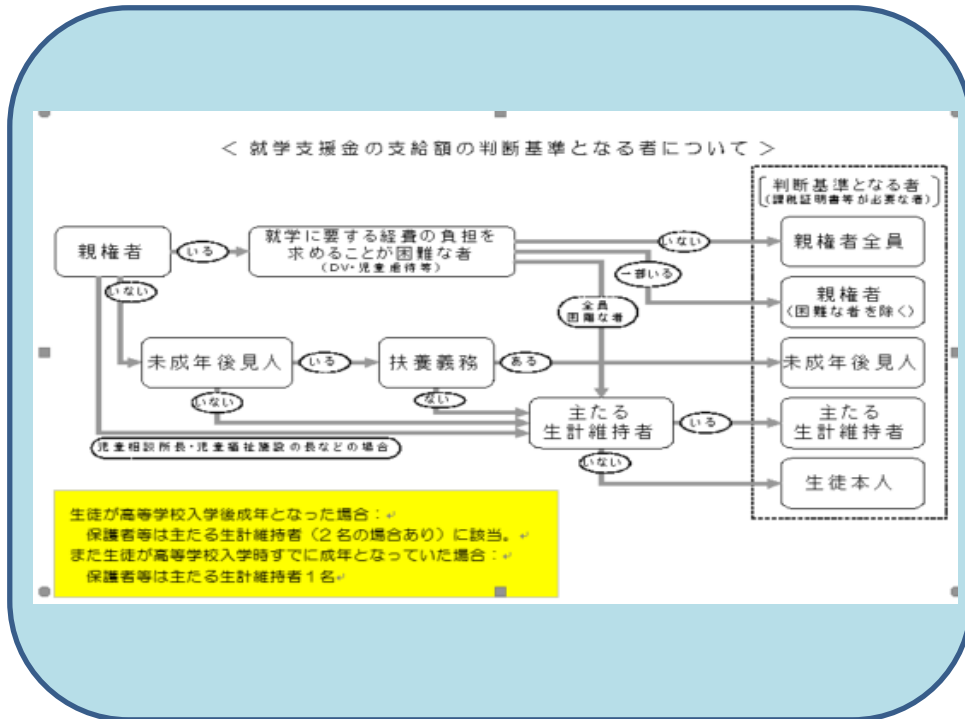 ＜ 就学支援金の支給額の判断基準となる者について ＞
判断基準となる者
(課税証明書等が必要な者)
親権者
いる
就学に要する経費の負担を
求めることが困難な者
(DV・児童虐待等)
いない
親権者全員
一部いる
親権者
(困難な者を除く)
全員
困難な者
いない
未成年後見人
いる
扶養義務
ある
未成年後見人
いない
ない
主たる
生計維持者
いる
主たる
生計維持者
児童相談所長・児童福祉施設の長などの場合
いない
生徒本人
生徒が高等学校入学後成年となった場合：
保護者等は主たる生計維持者（２名の場合あり）に該当。
また生徒が高等学校入学時すでに成年となっていた場合：
保護者等は主たる生計維持者１名